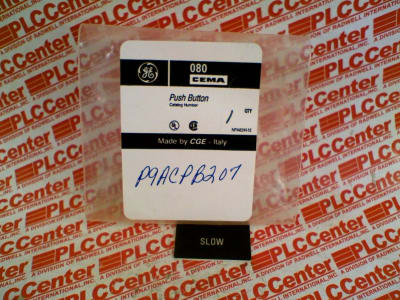 080
CEMA
Push Button
Catalog Number
QTY
1
Made by CGE - Italy
P9ACPB207
SLOW
PLCCenter
A DIVISION OF RADWELL INTERNATIONAL, INC